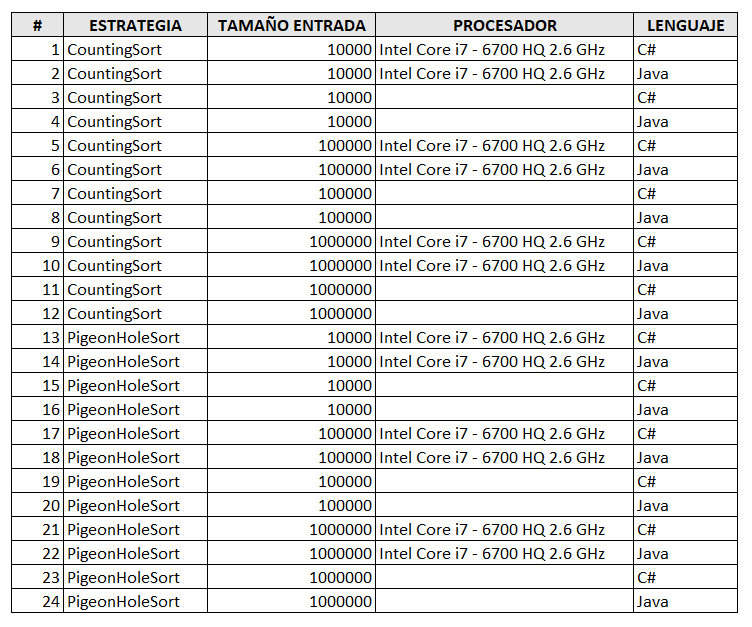 # ESTRATEGIA TAMAÑO ENTRADA PROCESADOR LENGUAJE
1 CountingSort 10000 Intel Core i7 - 6700 HQ 2.6 GHz C#
2 CountingSort 10000 Intel Core i7 - 6700 HQ 2.6 GHz Java
3 CountingSort 10000 C#
4 CountingSort 10000 Java
5 CountingSort 100000 Intel Core i7 - 6700 HQ 2.6 GHz C#
6 CountingSort 100000 Intel Core i7 - 6700 HQ 2.6 GHz Java
7 CountingSort 100000 C#
8 CountingSort 100000 Java
9 CountingSort 1000000 Intel Core i7 - 6700 HQ 2.6 GHz C#
10 CountingSort 1000000 Intel Core i7 - 6700 HQ 2.6 GHz Java
11 CountingSort 1000000 C#
12 CountingSort 1000000 Java
13 PigeonHoleSort 10000 Intel Core i7 - 6700 HQ 2.6 GHz C#
14 PigeonHoleSort 10000 Intel Core i7 - 6700 HQ 2.6 GHz Java
15 PigeonHoleSort 10000 C#
16 PigeonHoleSort 10000 Java
17 PigeonHoleSort 100000 Intel Core i7 - 6700 HQ 2.6 GHz C#
18 PigeonHoleSort 100000 Intel Core i7 - 6700 HQ 2.6 GHz Java
19 PigeonHoleSort 100000 C#
20 PigeonHoleSort 100000 Java
21 PigeonHoleSort 1000000 Intel Core i7 - 6700 HQ 2.6 GHz C#
22 PigeonHoleSort 1000000 Intel Core i7 - 6700 HQ 2.6 GHz Java
23 PigeonHoleSort 1000000 C#
24 PigeonHoleSort 1000000 Java